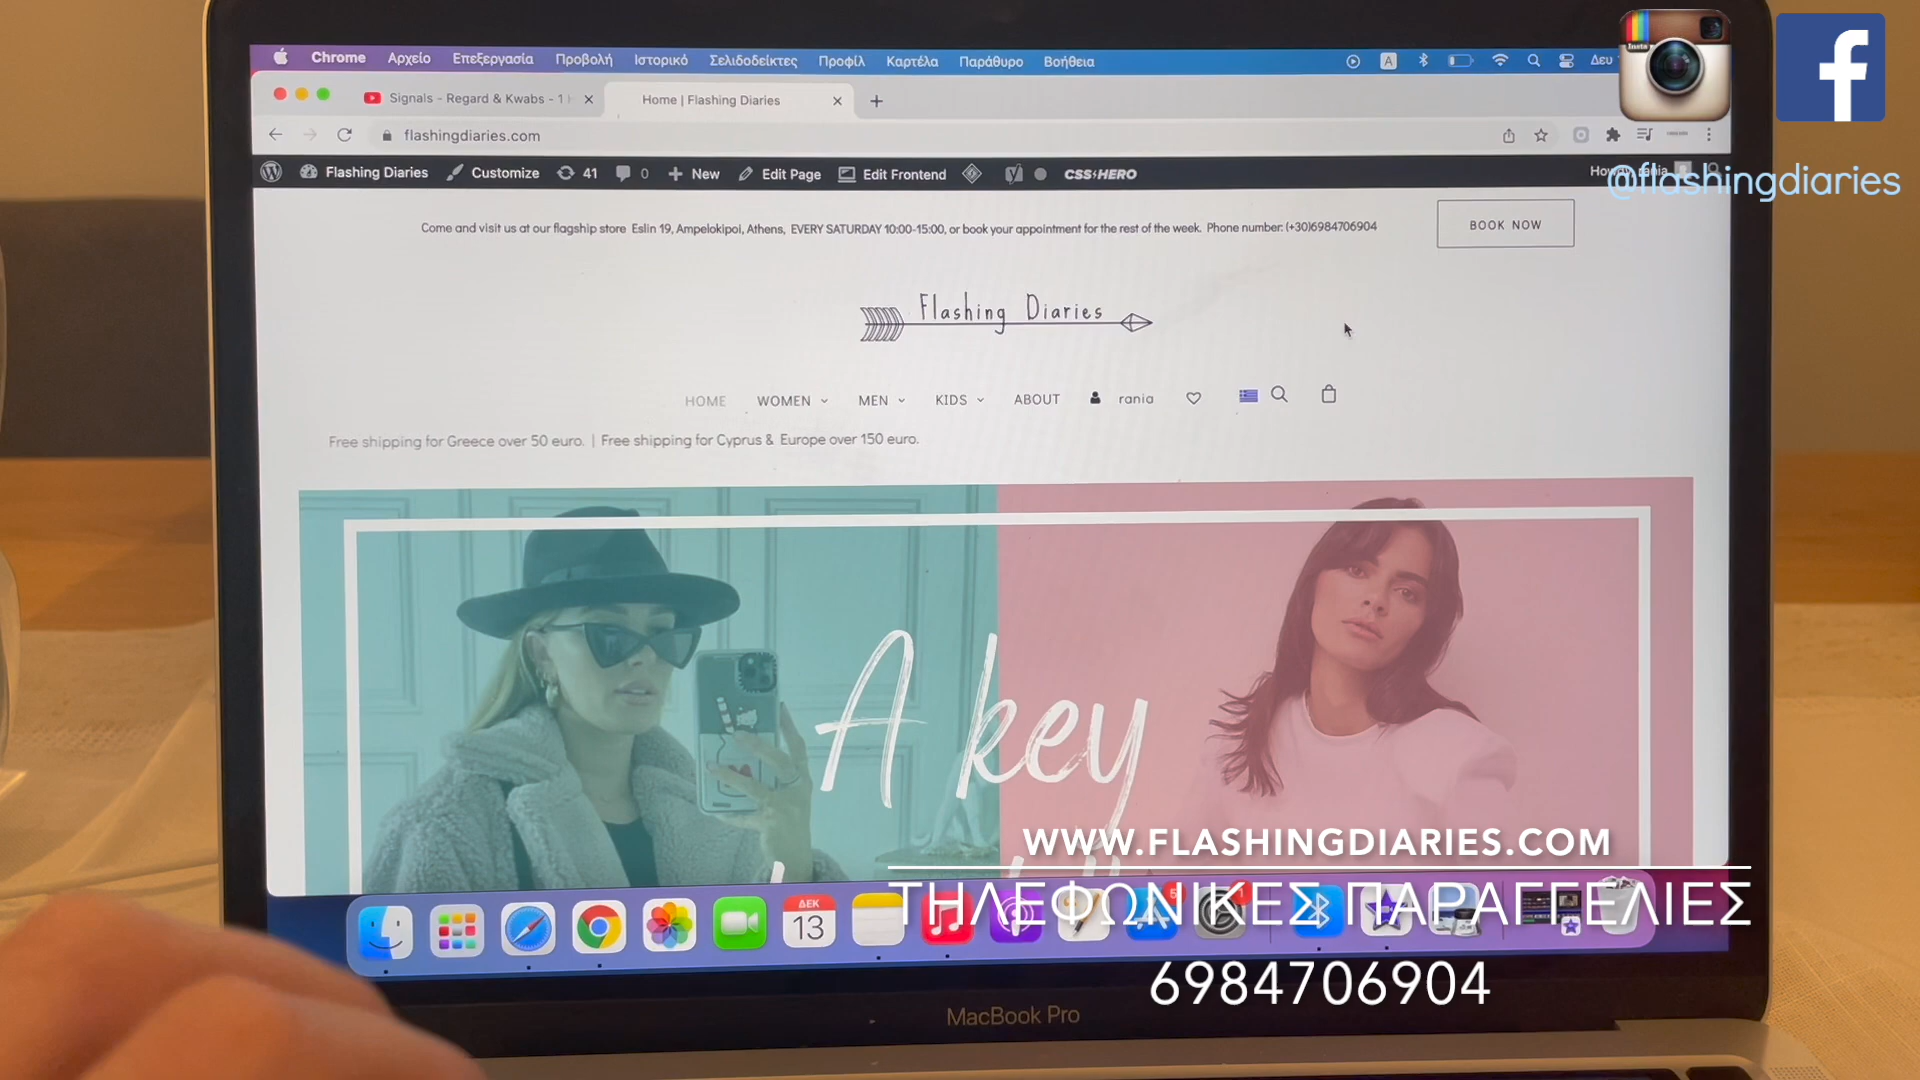 Chrome Αρχείο Επεξεργασία Προβολή Ιστορικό Σελιδοδείκτες Προφίλ Καρτέλα Παράθυρο Βοήθεια A Δευ
Insta
f
Signals - Regard & Kwabs - 1
Home | Flashing Diaries
flashingdiaries.com
Flashing Diaries Customize 41 0 New Edit Page Edit Frontend CSS HERO
@flashingdiaries
Come and visit us at our flagship store Eslin 19, Ampelokipoi, Athens, EVERY SATURDAY 10:00-15:00, or book your appointment for the rest of the week. Phone number: (+30)6984706904
BOOK NOW
Flashing Diaries
HOME WOMEN MEN KIDS ABOUT rania
Free shipping for Greece over 50 euro. | Free shipping for Cyprus & Europe over 150 euro.
A key
WWW.FLASHINGDIARIES.COM
ΤΗΛΕΦΩΝΙΚΕΣ ΠΑΡΑΓΓΕΛΙΕΣ
6984706904
ΔΕΚ
13
MacBook Pro